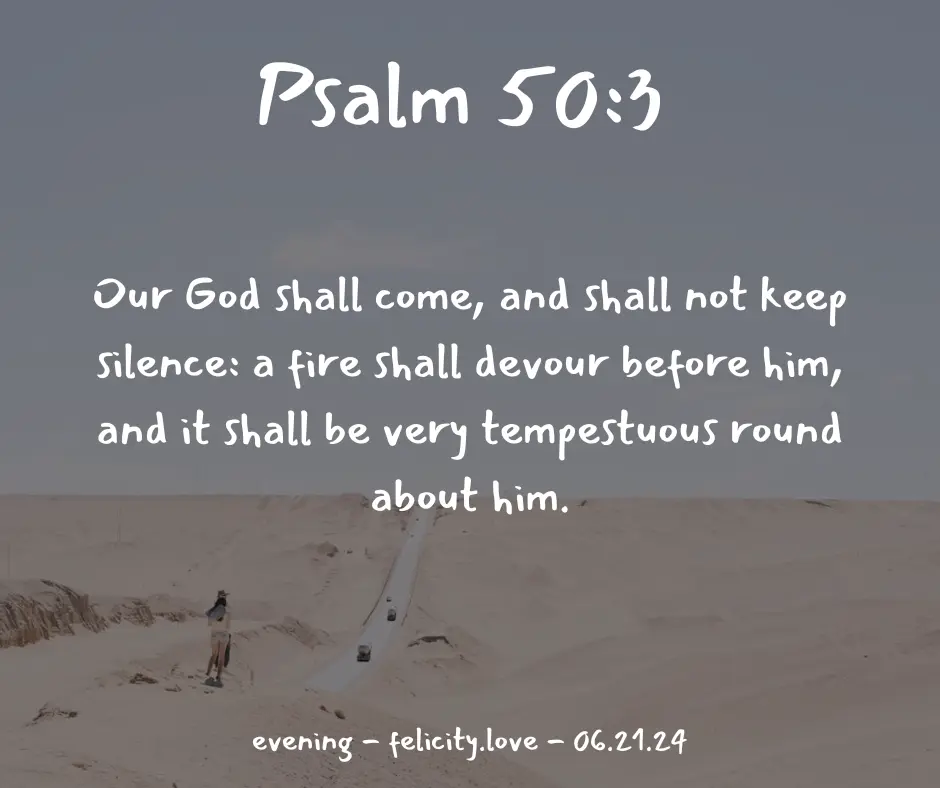 Psalm 50:3
Our God shall come, and shall not keep
silence: a fire shall devour before him,
and it shall be very tempestuous round
about him.
evening – felicity.love – 06.21.24